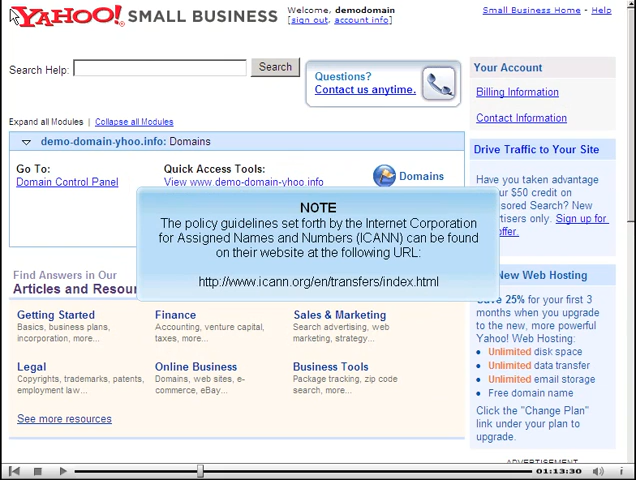 YAHOO! SMALL BUSINESS
Welcome, demodomain
[sign out, account info]
Small Business Home - Help
Search Help:
Search
Questions?
Contact us anytime.
Expand all Modules | Collapse all Modules
demo-domain-yhoo.info: Domains
Go To:
Domain Control Panel
Quick Access Tools:
View www.demo-domain-yhoo.info
Domains
NOTE
The policy guidelines set forth by the Internet Corporation
for Assigned Names and Numbers (ICANN) can be found
on their website at the following URL:
http://www.icann.org/en/transfers/index.html
Find Answers in Our
Articles and Resour
Getting Started
Basics, business plans,
incorporation, more...
Finance
Accounting, venture capital,
taxes, more...
Sales & Marketing
Search advertising, web
marketing, strategy...
Legal
Copyrights, trademarks, patents,
employment law...
Online Business
Domains, web sites, e-
commerce, eBay...
Business Tools
Package tracking, zip code
search, more...
See more resources
Your Account
Billing Information
Contact Information
Drive Traffic to Your Site
Have you taken advantage
ur $50 credit on
nsored Search? New
ertisers only. Sign up for
offer.
New Web Hosting
Save 25% for your first 3
months when you upgrade
to the new, more powerful
Yahoo! Web Hosting:
Unlimited disk space
Unlimited data transfer
Unlimited email storage
Free domain name
Click the "Change Plan"
link under your plan to
upgrade.
ADVERTISEMENT
01:13:30